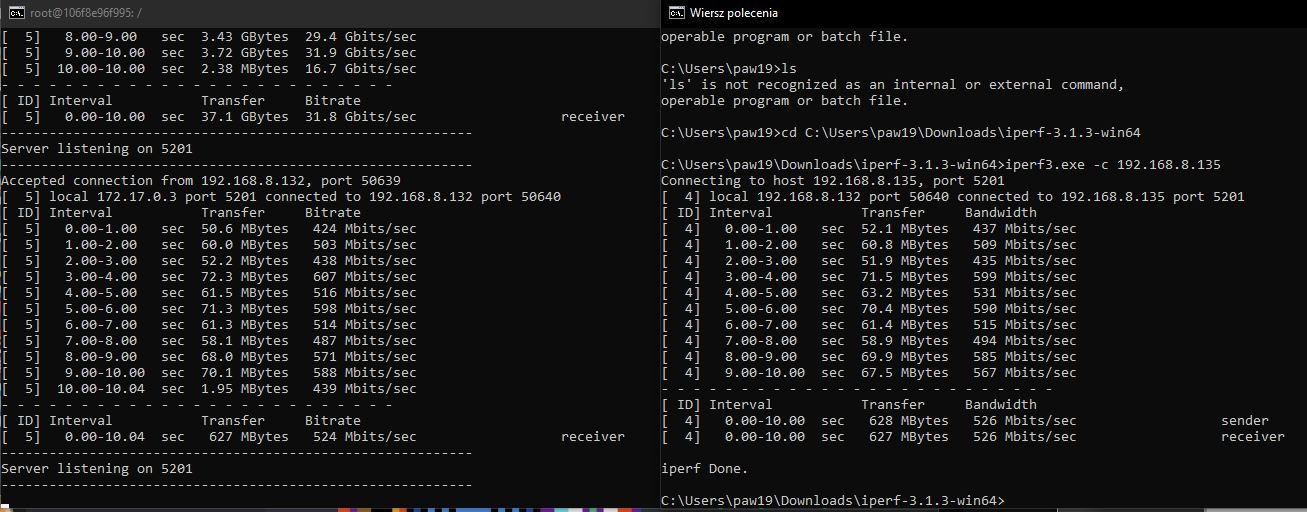 root@106f8e96f995: /
[  5]   8.00-9.00   sec  3.43 GBytes  29.4 Gbits/sec
[  5]   9.00-10.00  sec  3.72 GBytes  31.9 Gbits/sec
[  5]  10.00-10.00  sec  2.38 MBytes  16.7 Gbits/sec
- - - - - - - - - - - - - - - - - - - - - - - - -
[ ID] Interval           Transfer     Bitrate
[  5]   0.00-10.00  sec  37.1 GBytes  31.8 Gbits/sec                  receiver
-----------------------------------------------------------
Server listening on 5201
-----------------------------------------------------------
Accepted connection from 192.168.8.132, port 50639
[  5] local 172.17.0.3 port 5201 connected to 192.168.8.132 port 50640
[ ID] Interval           Transfer     Bitrate
[  5]   0.00-1.00   sec  50.6 MBytes   424 Mbits/sec
[  5]   1.00-2.00   sec  60.0 MBytes   503 Mbits/sec
[  5]   2.00-3.00   sec  52.2 MBytes   438 Mbits/sec
[  5]   3.00-4.00   sec  72.3 MBytes   607 Mbits/sec
[  5]   4.00-5.00   sec  61.5 MBytes   516 Mbits/sec
[  5]   5.00-6.00   sec  71.3 MBytes   598 Mbits/sec
[  5]   6.00-7.00   sec  61.3 MBytes   514 Mbits/sec
[  5]   7.00-8.00   sec  58.1 MBytes   487 Mbits/sec
[  5]   8.00-9.00   sec  68.0 MBytes   571 Mbits/sec
[  5]   9.00-10.00  sec  70.1 MBytes   588 Mbits/sec
[  5]  10.00-10.04  sec  1.95 MBytes   439 Mbits/sec
- - - - - - - - - - - - - - - - - - - - - - - - -
[ ID] Interval           Transfer     Bitrate
[  5]   0.00-10.04  sec   627 MBytes   524 Mbits/sec                  receiver
-----------------------------------------------------------
Server listening on 5201
-----------------------------------------------------------
Wiersz polecenia
operable program or batch file.
C:\Users\paw19>ls
'ls' is not recognized as an internal or external command,
operable program or batch file.
C:\Users\paw19>cd C:\Users\paw19\Downloads\iperf-3.1.3-win64
C:\Users\paw19\Downloads\iperf-3.1.3-win64>iperf3.exe -c 192.168.8.135
Connecting to host 192.168.8.135, port 5201
[  4] local 192.168.8.132 port 50640 connected to 192.168.8.135 port 5201
[ ID] Interval           Transfer     Bandwidth
[  4]   0.00-1.00   sec  52.1 MBytes   437 Mbits/sec
[  4]   1.00-2.00   sec  60.8 MBytes   509 Mbits/sec
[  4]   2.00-3.00   sec  51.9 MBytes   435 Mbits/sec
[  4]   3.00-4.00   sec  71.5 MBytes   599 Mbits/sec
[  4]   4.00-5.00   sec  63.2 MBytes   531 Mbits/sec
[  4]   5.00-6.00   sec  70.4 MBytes   590 Mbits/sec
[  4]   6.00-7.00   sec  61.4 MBytes   515 Mbits/sec
[  4]   7.00-8.00   sec  58.9 MBytes   494 Mbits/sec
[  4]   8.00-9.00   sec  69.9 MBytes   585 Mbits/sec
[  4]   9.00-10.00  sec  67.5 MBytes   567 Mbits/sec
- - - - - - - - - - - - - - - - - - - - - - - - -
[ ID] Interval           Transfer     Bandwidth
[  4]   0.00-10.00  sec   628 MBytes   526 Mbits/sec                  sender
[  4]   0.00-10.00  sec   627 MBytes   526 Mbits/sec                  receiver
iperf Done.
C:\Users\paw19\Downloads\iperf-3.1.3-win64>